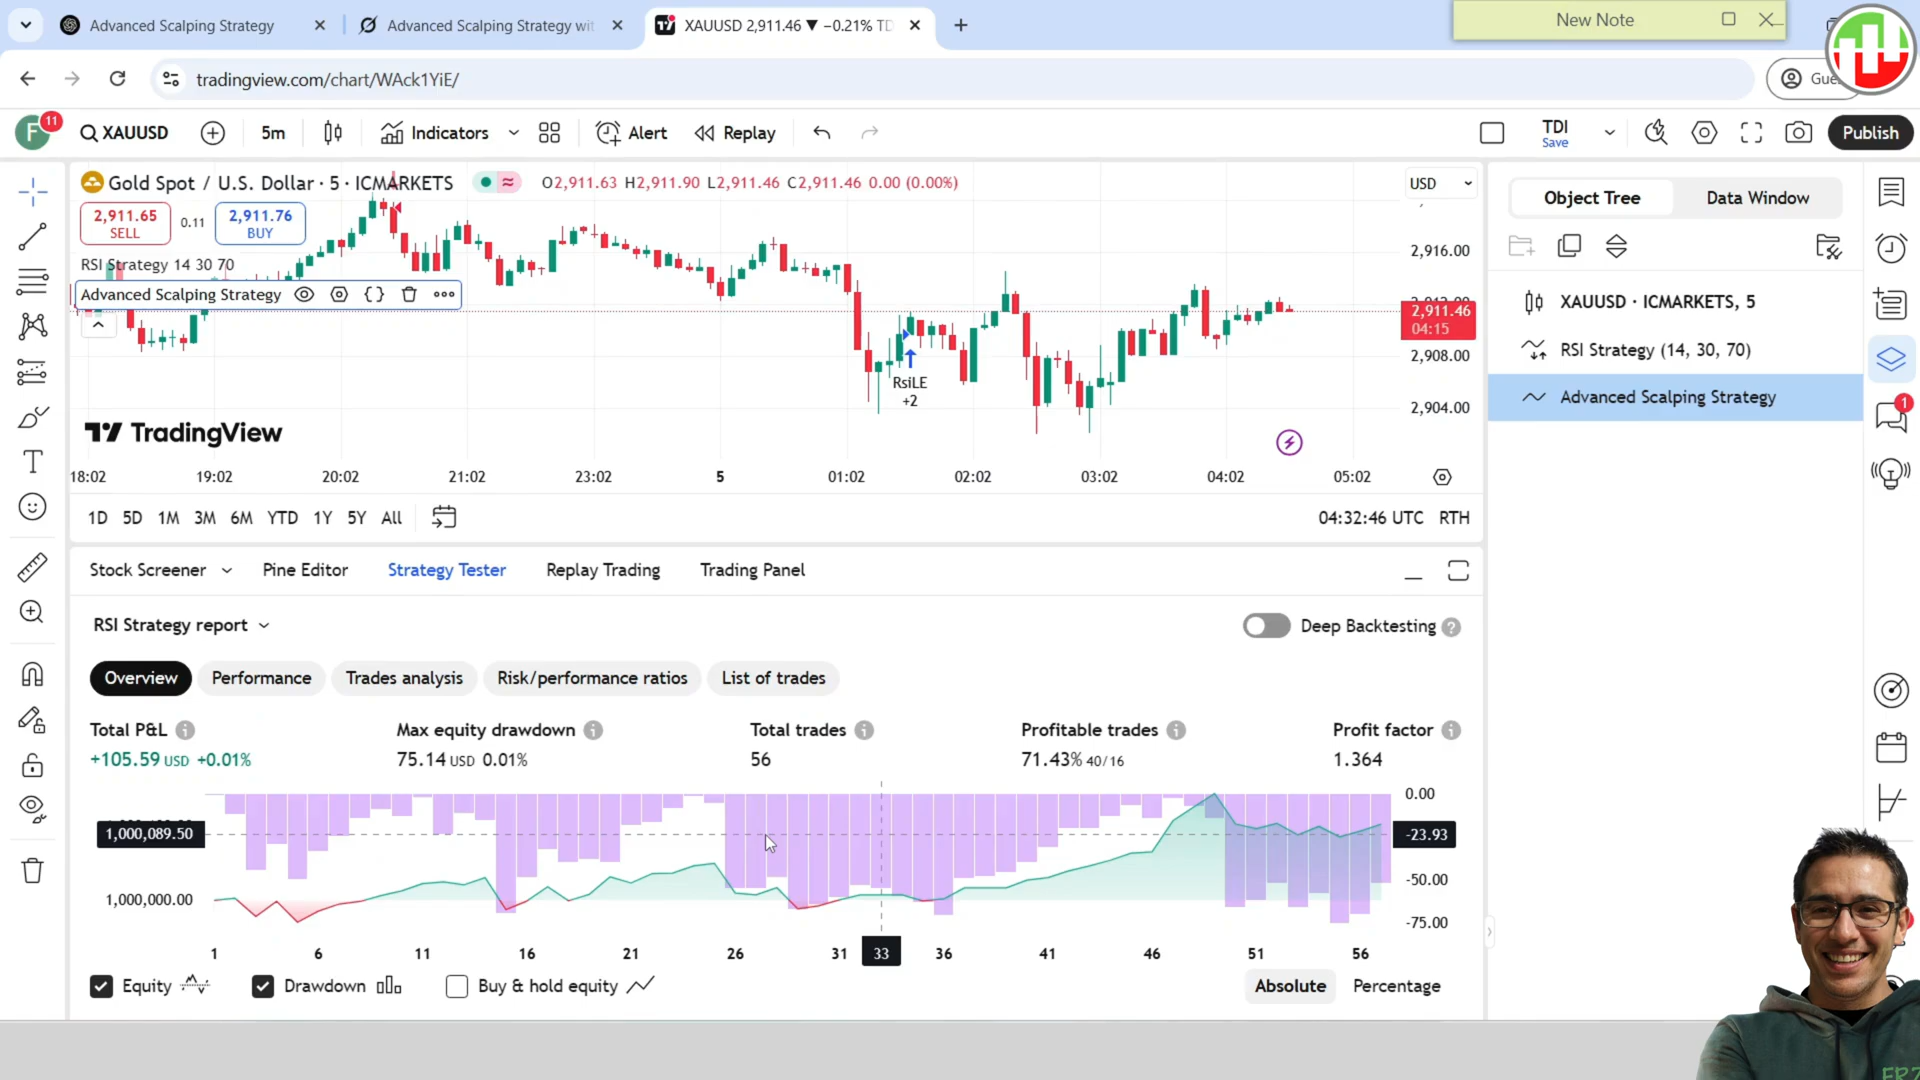 Advanced Scalping Strategy
Advanced Scalping Strategy wit
XAUUSD 2,911.46 ▼ −0.21% TD
New Note
tradingview.com/chart/WAck1YiE/
F
11
XAUUSD
5m
Indicators
Alert
Replay
TDI
Save
Publish
Gold Spot / U.S. Dollar · 5 · ICMARKETS
O2,911.63 H2,911.90 L2,911.46 C2,911.46 0.00 (0.00%)
USD
2,911.65
SELL
0.11
2,911.76
BUY
RSI Strategy 14 30 70
Advanced Scalping Strategy
2,916.00
2,911.46
04:15
2,908.00
2,904.00
RsiLE
+2
TradingView
18:02 19:02 20:02 21:02 22:02 23:02 5 01:02 02:02 03:02 04:02 05:02
1D 5D 1M 3M 6M YTD 1Y 5Y All
04:32:46 UTC RTH
Object Tree
Data Window
XAUUSD · ICMARKETS, 5
RSI Strategy (14, 30, 70)
Advanced Scalping Strategy
1
Stock Screener
Pine Editor
Strategy Tester
Replay Trading
Trading Panel
RSI Strategy report
Deep Backtesting
Overview
Performance
Trades analysis
Risk/performance ratios
List of trades
Total P&L
Max equity drawdown
Total trades
Profitable trades
Profit factor
+105.59 USD +0.01%
75.14 USD 0.01%
56
71.43% 40/16
1.364
1,000,089.50
1,000,000.00
0.00
-23.93
-50.00
-75.00
1 6 11 16 21 26 31 33 36 41 46 51 56
Equity
Drawdown
Buy & hold equity
Absolute
Percentage